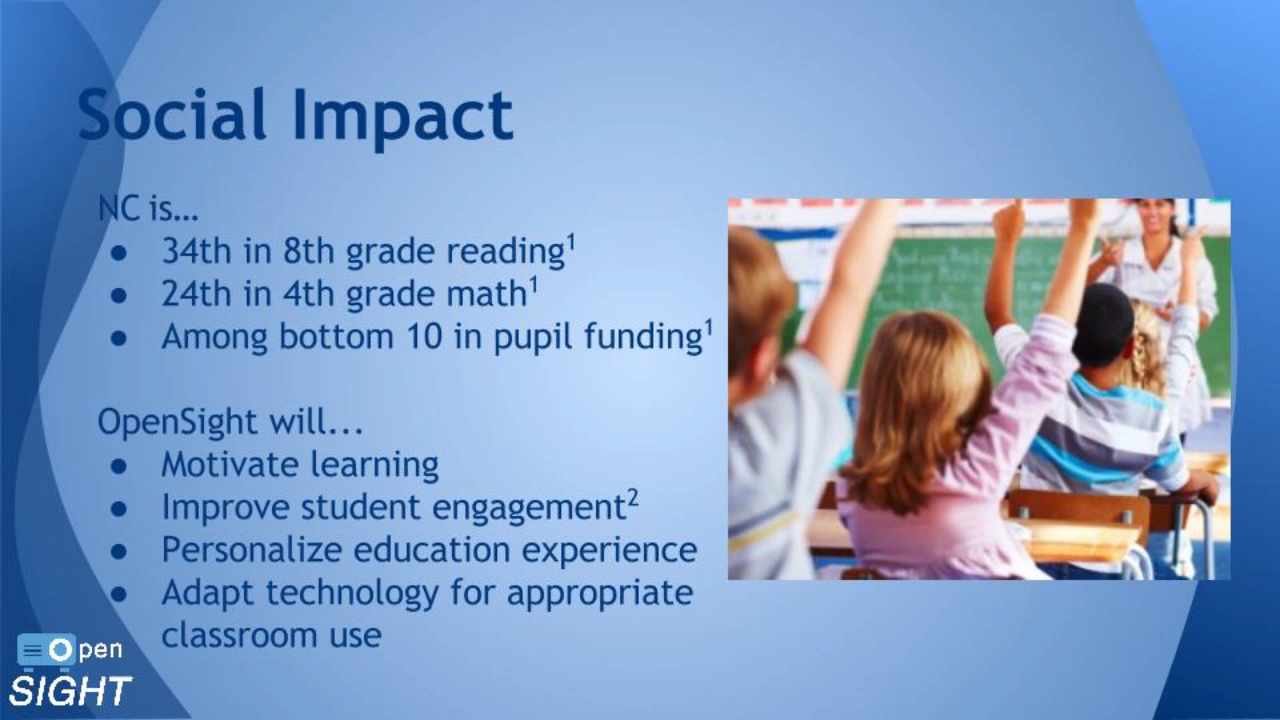 Social Impact
NC is...
● 34th in 8th grade reading¹
● 24th in 4th grade math¹
● Among bottom 10 in pupil funding¹
OpenSight will...
● Motivate learning
● Improve student engagement²
● Personalize education experience
● Adapt technology for appropriate
classroom use
Open
SIGHT